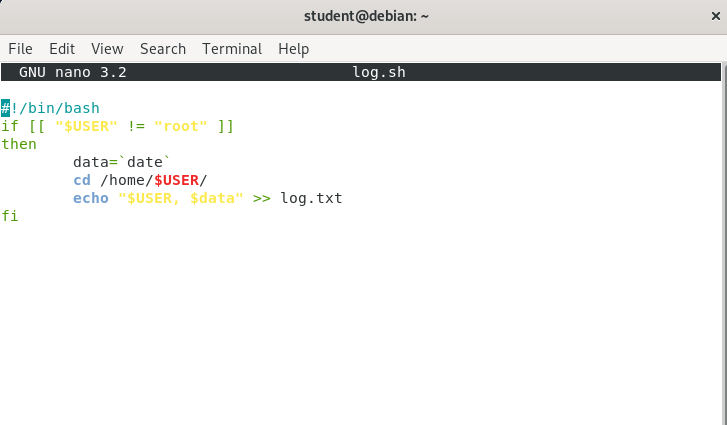 student@debian: ~
File Edit View Search Terminal Help
GNU nano 3.2 log.sh
#!/bin/bash
if [[ "$USER" != "root" ]]
then
data=`date`
cd /home/$USER/
echo "$USER, $data" >> log.txt
fi